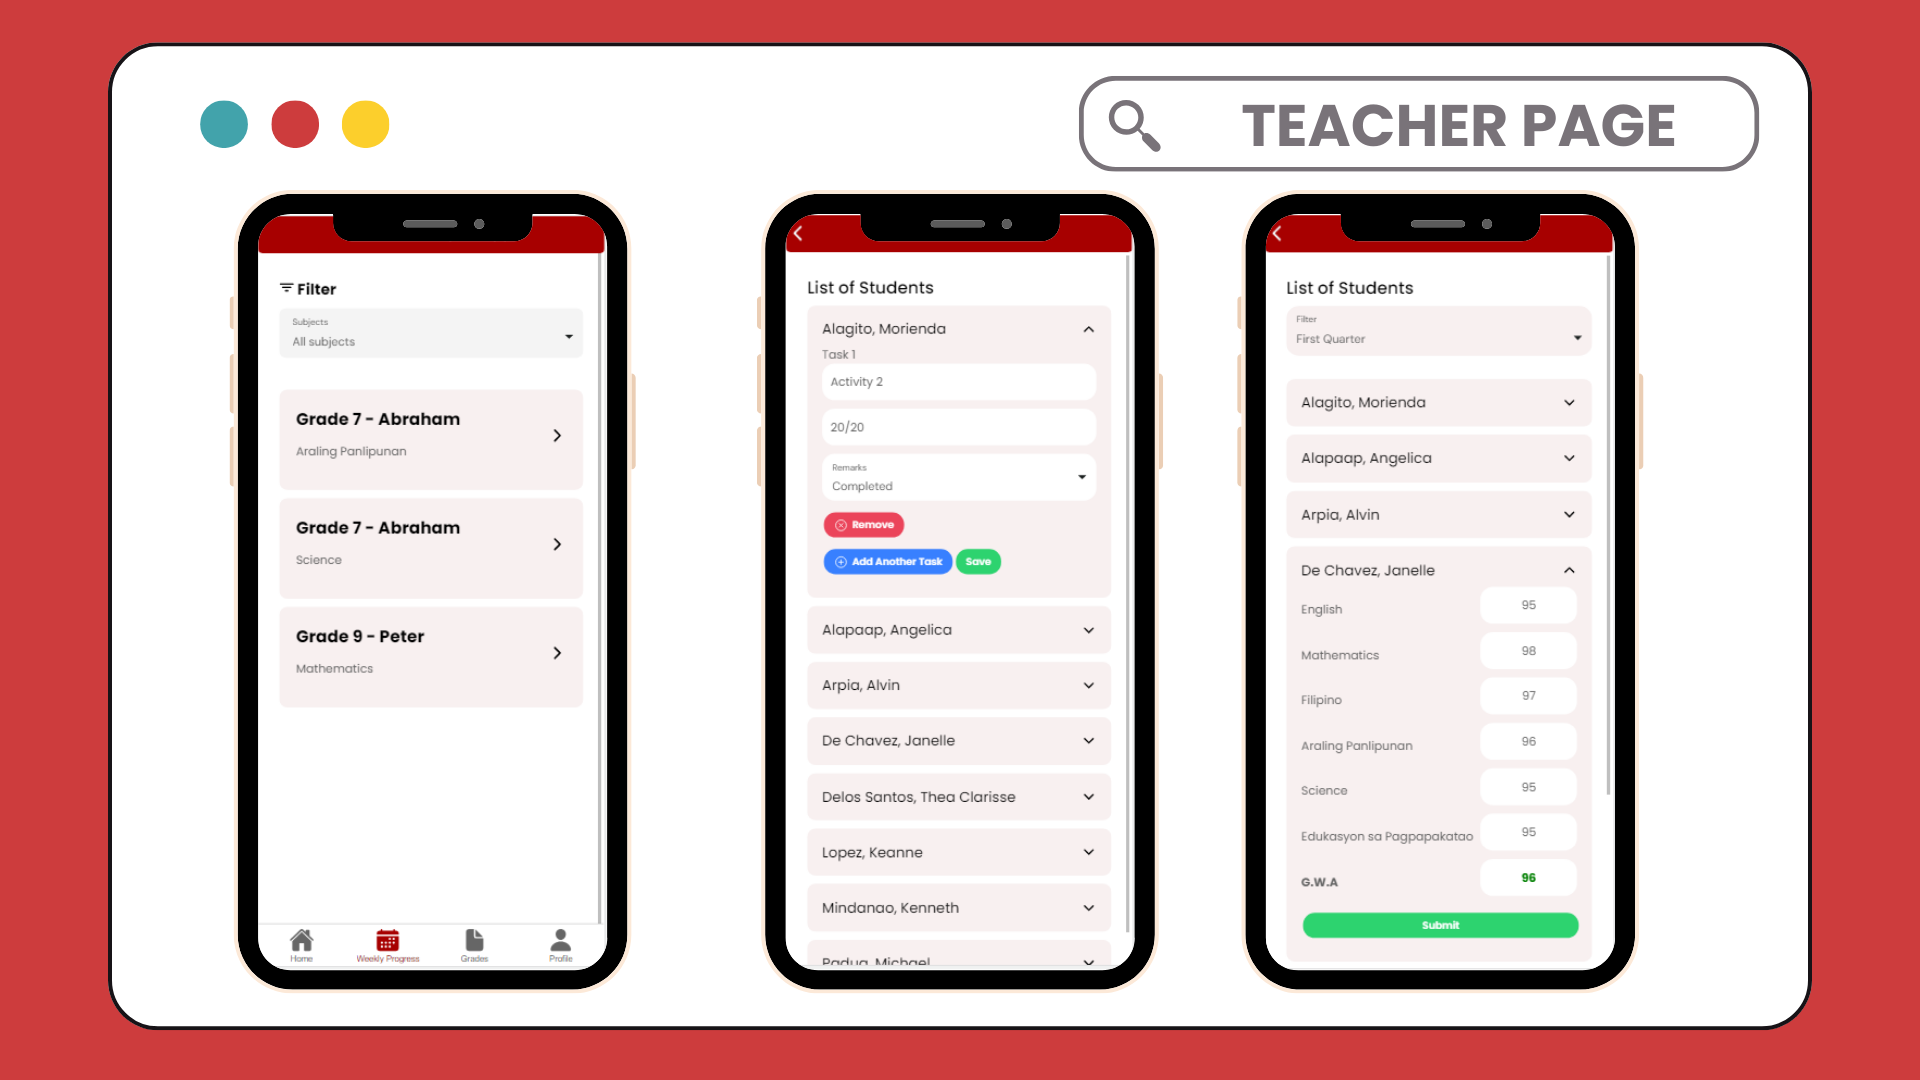 TEACHER PAGE
Filter
Subjects
All subjects
Grade 7 - Abraham
Araling Panlipunan
Grade 7 - Abraham
Science
Grade 9 - Peter
Mathematics
Home
Weekly Progress
Grades
Profile
List of Students
Alagito, Morienda
Task 1
Activity 2
20/20
Remarks
Completed
Remove
Add Another Task
Save
Alapaap, Angelica
Arpia, Alvin
De Chavez, Janelle
Delos Santos, Thea Clarisse
Lopez, Keanne
Mindanao, Kenneth
Padua, Michael
List of Students
Filter
First Quarter
Alagito, Morienda
Alapaap, Angelica
Arpia, Alvin
De Chavez, Janelle
English 95
Mathematics 98
Filipino 97
Araling Panlipunan 96
Science 95
Edukasyon sa Pagpapakatao 95
G.W.A 96
Submit